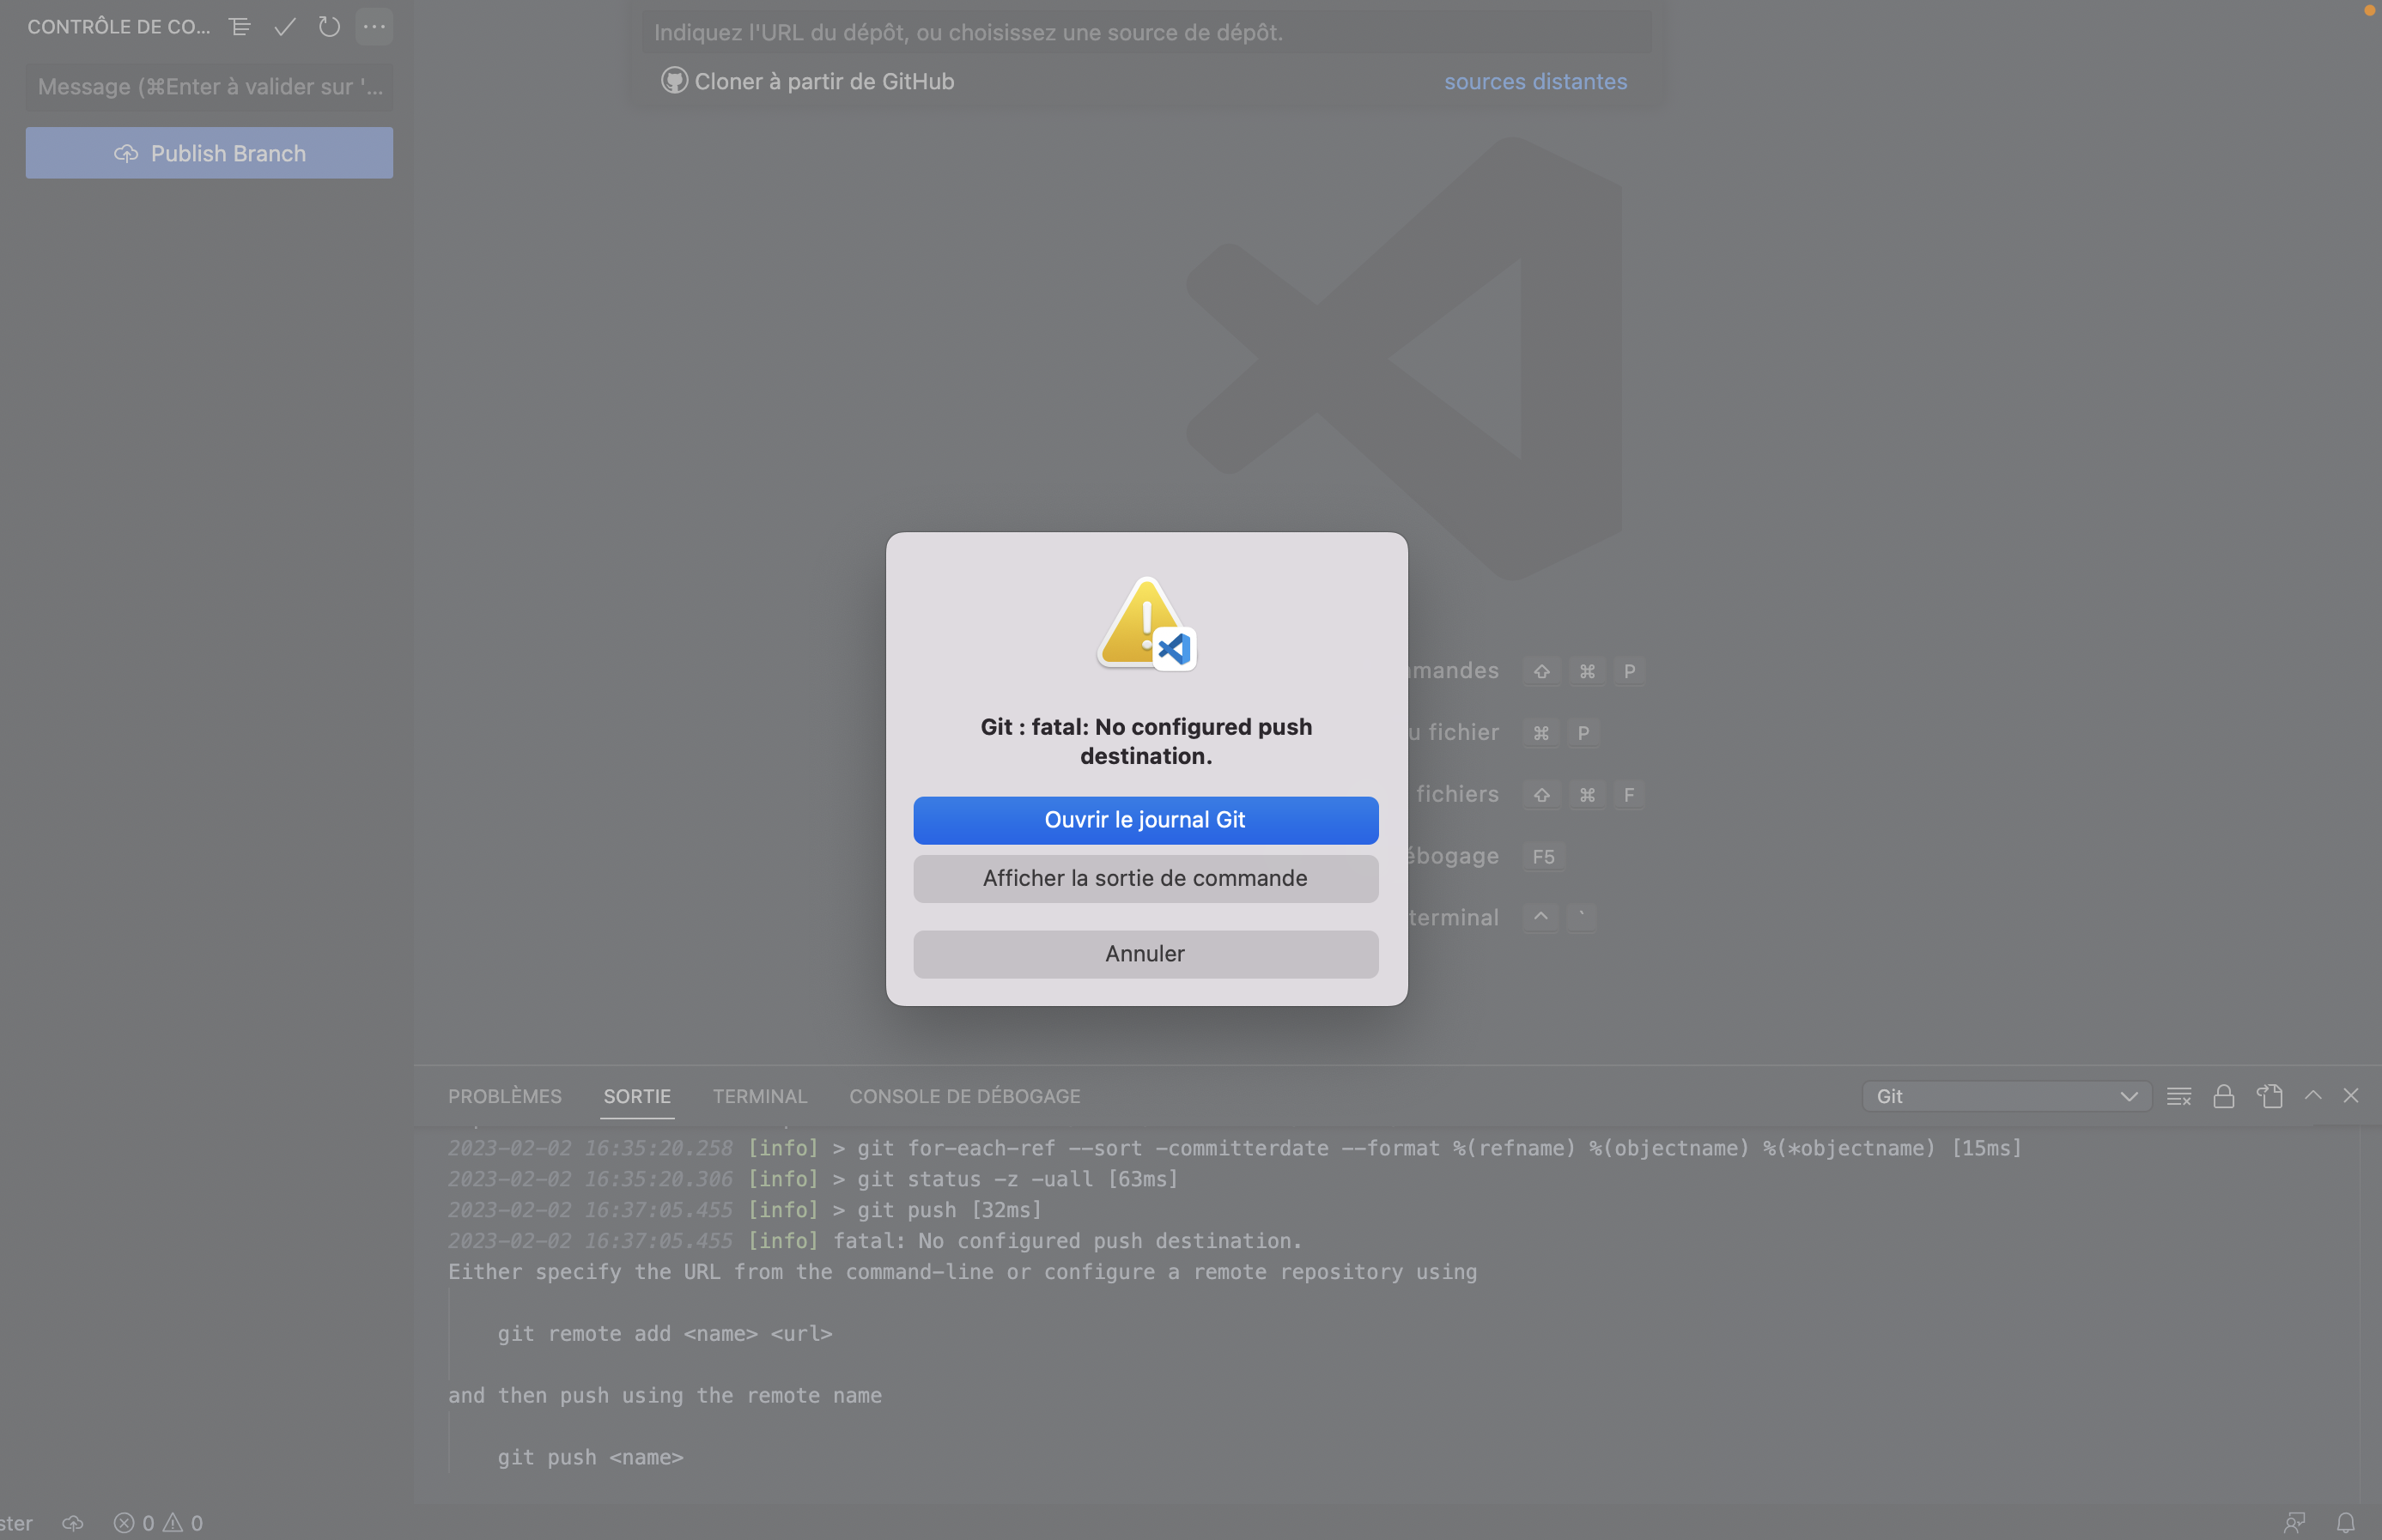 CONTRÔLE DE CO...
Message (⌘Enter à valider sur '...
Publish Branch
Indiquez l'URL du dépôt, ou choisissez une source de dépôt.
Cloner à partir de GitHub
sources distantes
mandes ⇧ ⌘ P
u fichier ⌘ P
fichiers ⇧ ⌘ F
ébogage F5
terminal ^ `
Git : fatal: No configured push
destination.
Ouvrir le journal Git
Afficher la sortie de commande
Annuler
PROBLÈMES SORTIE TERMINAL CONSOLE DE DÉBOGAGE
Git
2023-02-02 16:35:20.258 [info] > git for-each-ref --sort -committerdate --format %(refname) %(objectname) %(*objectname) [15ms]
2023-02-02 16:35:20.306 [info] > git status -z -uall [63ms]
2023-02-02 16:37:05.455 [info] > git push [32ms]
2023-02-02 16:37:05.455 [info] fatal: No configured push destination.
Either specify the URL from the command-line or configure a remote repository using
git remote add <name> <url>
and then push using the remote name
git push <name>
ster
0
0